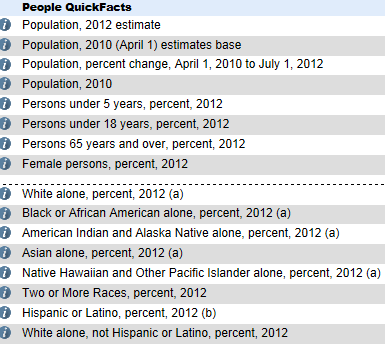 People QuickFacts
Population, 2012 estimate
Population, 2010 (April 1) estimates base
Population, percent change, April 1, 2010 to July 1, 2012
Population, 2010
Persons under 5 years, percent, 2012
Persons under 18 years, percent, 2012
Persons 65 years and over, percent, 2012
Female persons, percent, 2012
White alone, percent, 2012 (a)
Black or African American alone, percent, 2012 (a)
American Indian and Alaska Native alone, percent, 2012 (a)
Asian alone, percent, 2012 (a)
Native Hawaiian and Other Pacific Islander alone, percent, 2012 (a)
Two or More Races, percent, 2012
Hispanic or Latino, percent, 2012 (b)
White alone, not Hispanic or Latino, percent, 2012